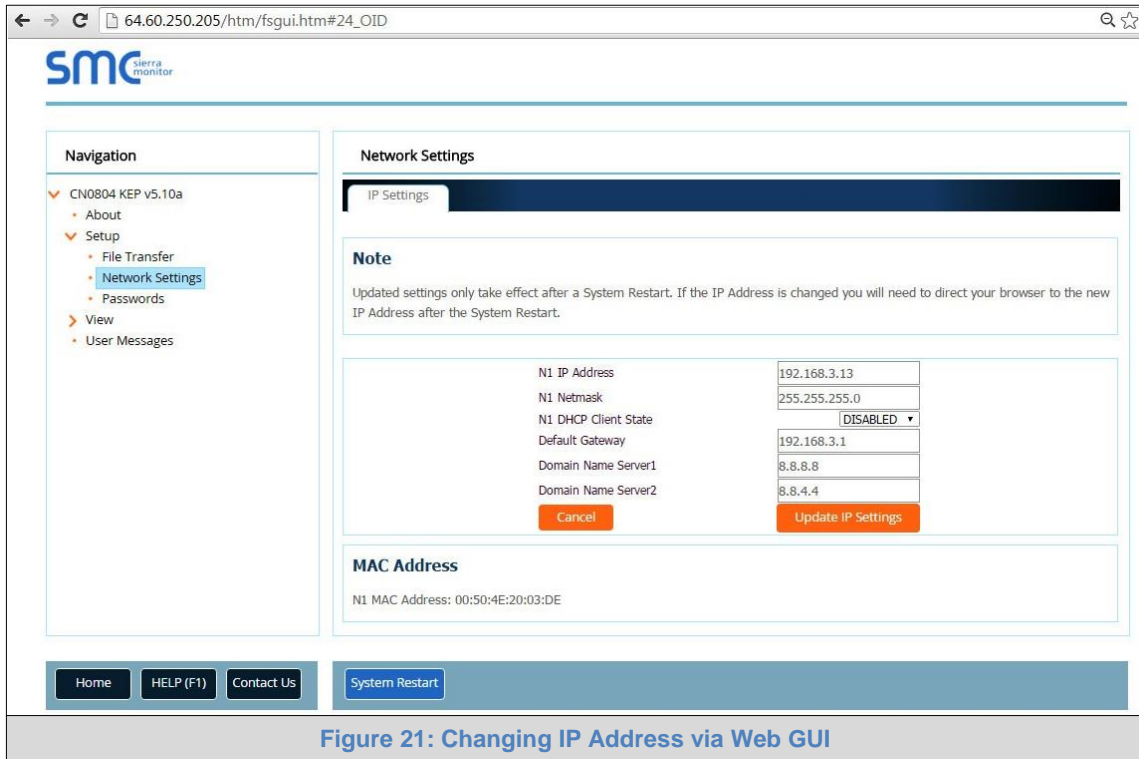 64.60.250.205/htm/fsgui.htm#24_OID
smc sierra monitor
Navigation
CN0804 KEP v5.10a
About
Setup
File Transfer
Network Settings
Passwords
View
User Messages
Network Settings
IP Settings
Note
Updated settings only take effect after a System Restart. If the IP Address is changed you will need to direct your browser to the new
IP Address after the System Restart.
N1 IP Address 192.168.3.13
N1 Netmask 255.255.255.0
N1 DHCP Client State DISABLED
Default Gateway 192.168.3.1
Domain Name Server1 8.8.8.8
Domain Name Server2 8.8.4.4
Cancel Update IP Settings
MAC Address
N1 MAC Address: 00:50:4E:20:03:DE
Home HELP (F1) Contact Us System Restart
Figure 21: Changing IP Address via Web GUI